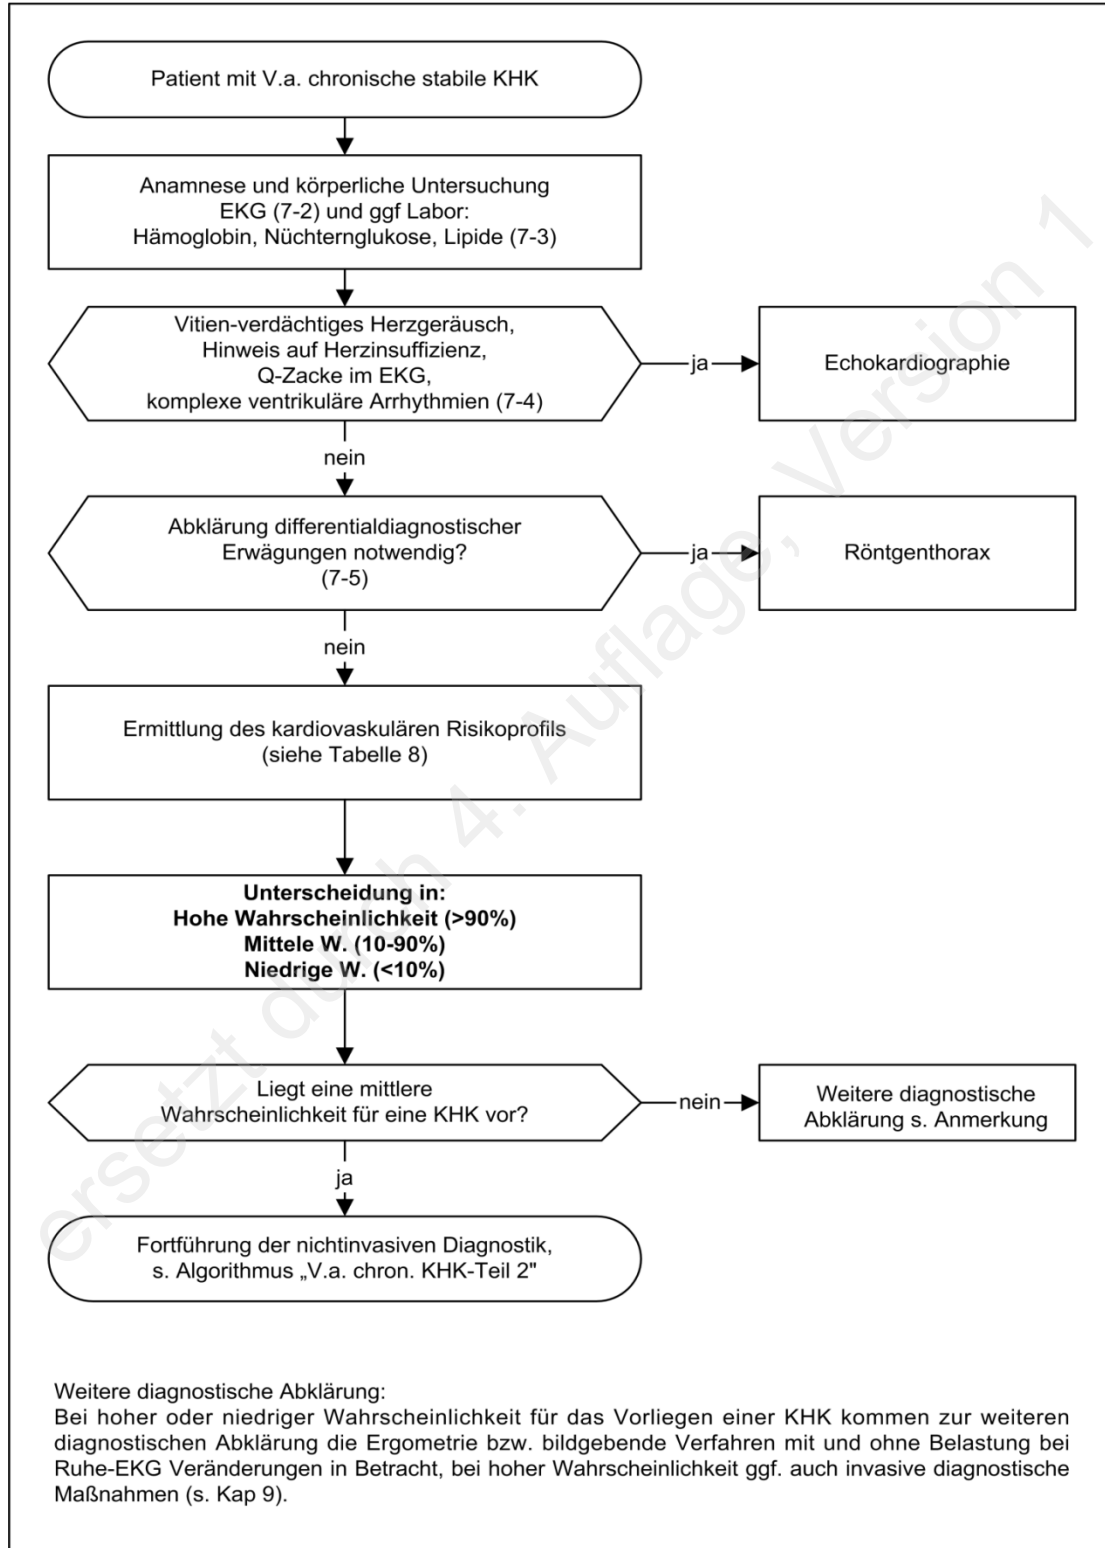 Patient mit V.a. chronische stabile KHK
Anamnese und körperliche Untersuchung
EKG (7-2) und ggf Labor:
Hämoglobin, Nüchternglukose, Lipide (7-3)
Vitien-verdächtiges Herzgeräusch,
Hinweis auf Herzinsuffizienz,
Q-Zacke im EKG,
komplexe ventrikuläre Arrhythmien (7-4)
ja
Echokardiographie
nein
Abklärung differentialdiagnostischer
Erwägungen notwendig?
(7-5)
ja
Röntgenthorax
nein
Ermittlung des kardiovaskulären Risikoprofils
(siehe Tabelle 8)
Unterscheidung in:
Hohe Wahrscheinlichkeit (>90%)
Mittele W. (10-90%)
Niedrige W. (<10%)
Liegt eine mittlere
Wahrscheinlichkeit für eine KHK vor?
nein
Weitere diagnostische
Abklärung s. Anmerkung
ja
Fortführung der nichtinvasiven Diagnostik,
s. Algorithmus „V.a. chron. KHK-Teil 2"
Weitere diagnostische Abklärung:
Bei hoher oder niedriger Wahrscheinlichkeit für das Vorliegen einer KHK kommen zur weiteren
diagnostischen Abklärung die Ergometrie bzw. bildgebende Verfahren mit und ohne Belastung bei
Ruhe-EKG Veränderungen in Betracht, bei hoher Wahrscheinlichkeit ggf. auch invasive diagnostische
Maßnahmen (s. Kap 9).
ersetzt durch 4. Auflage, Version 1